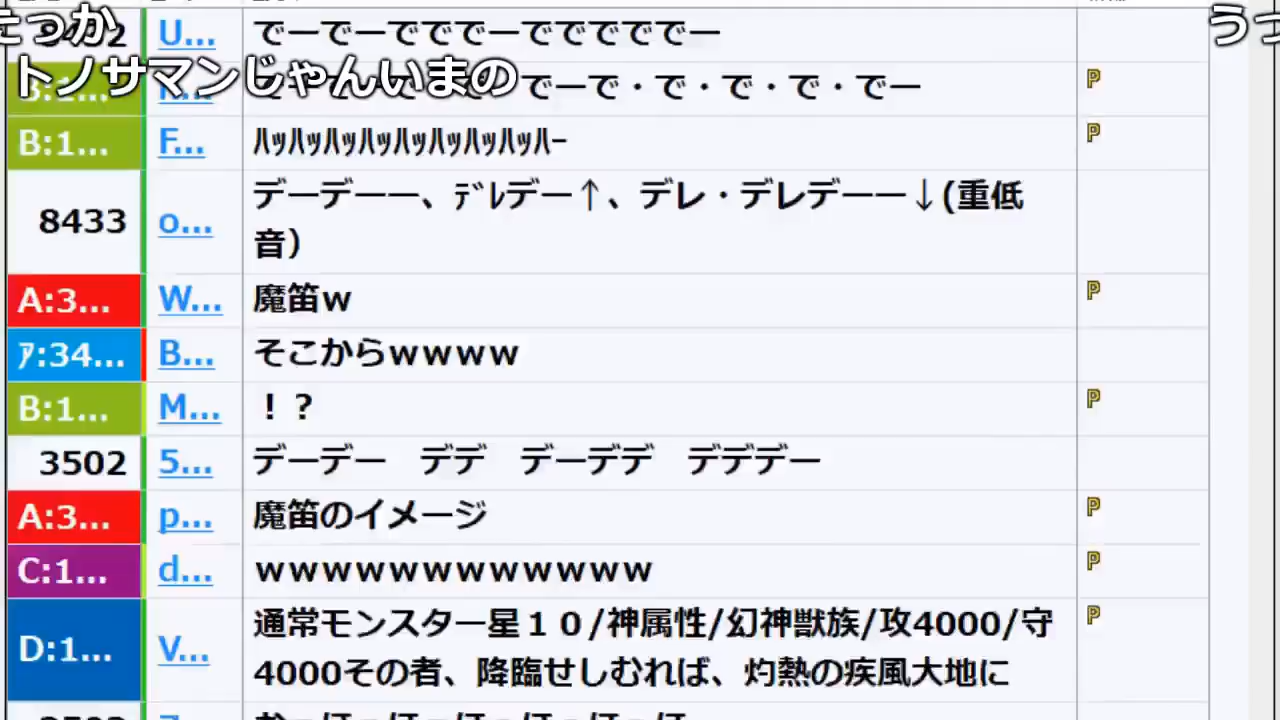 たっか
うっ
トノサマンじゃんいまの
U... でーでーででで一でででででー
でーで・で・で・で・でー P
B:1... F... ﾊｯﾊｯﾊｯﾊｯﾊｯﾊｯﾊｯﾊｯﾊｰ P
8433 o... デーデーー、ﾃﾞﾚデー↑、デレ・デレデーー↓(重低
音）
A:3... W... 魔笛w P
ｱ:34... B... そこからwwww
B:1... M... ！？ P
3502 5... デーデー　デデ　デーデデ　デデデー
A:3... p... 魔笛のイメージ P
C:1... d... wwwwwwwwwwww P
D:1... V... 通常モンスター星１０/神属性/幻神獣族/攻4000/守 P
4000その者、降臨せしむれば、灼熱の疾風大地に